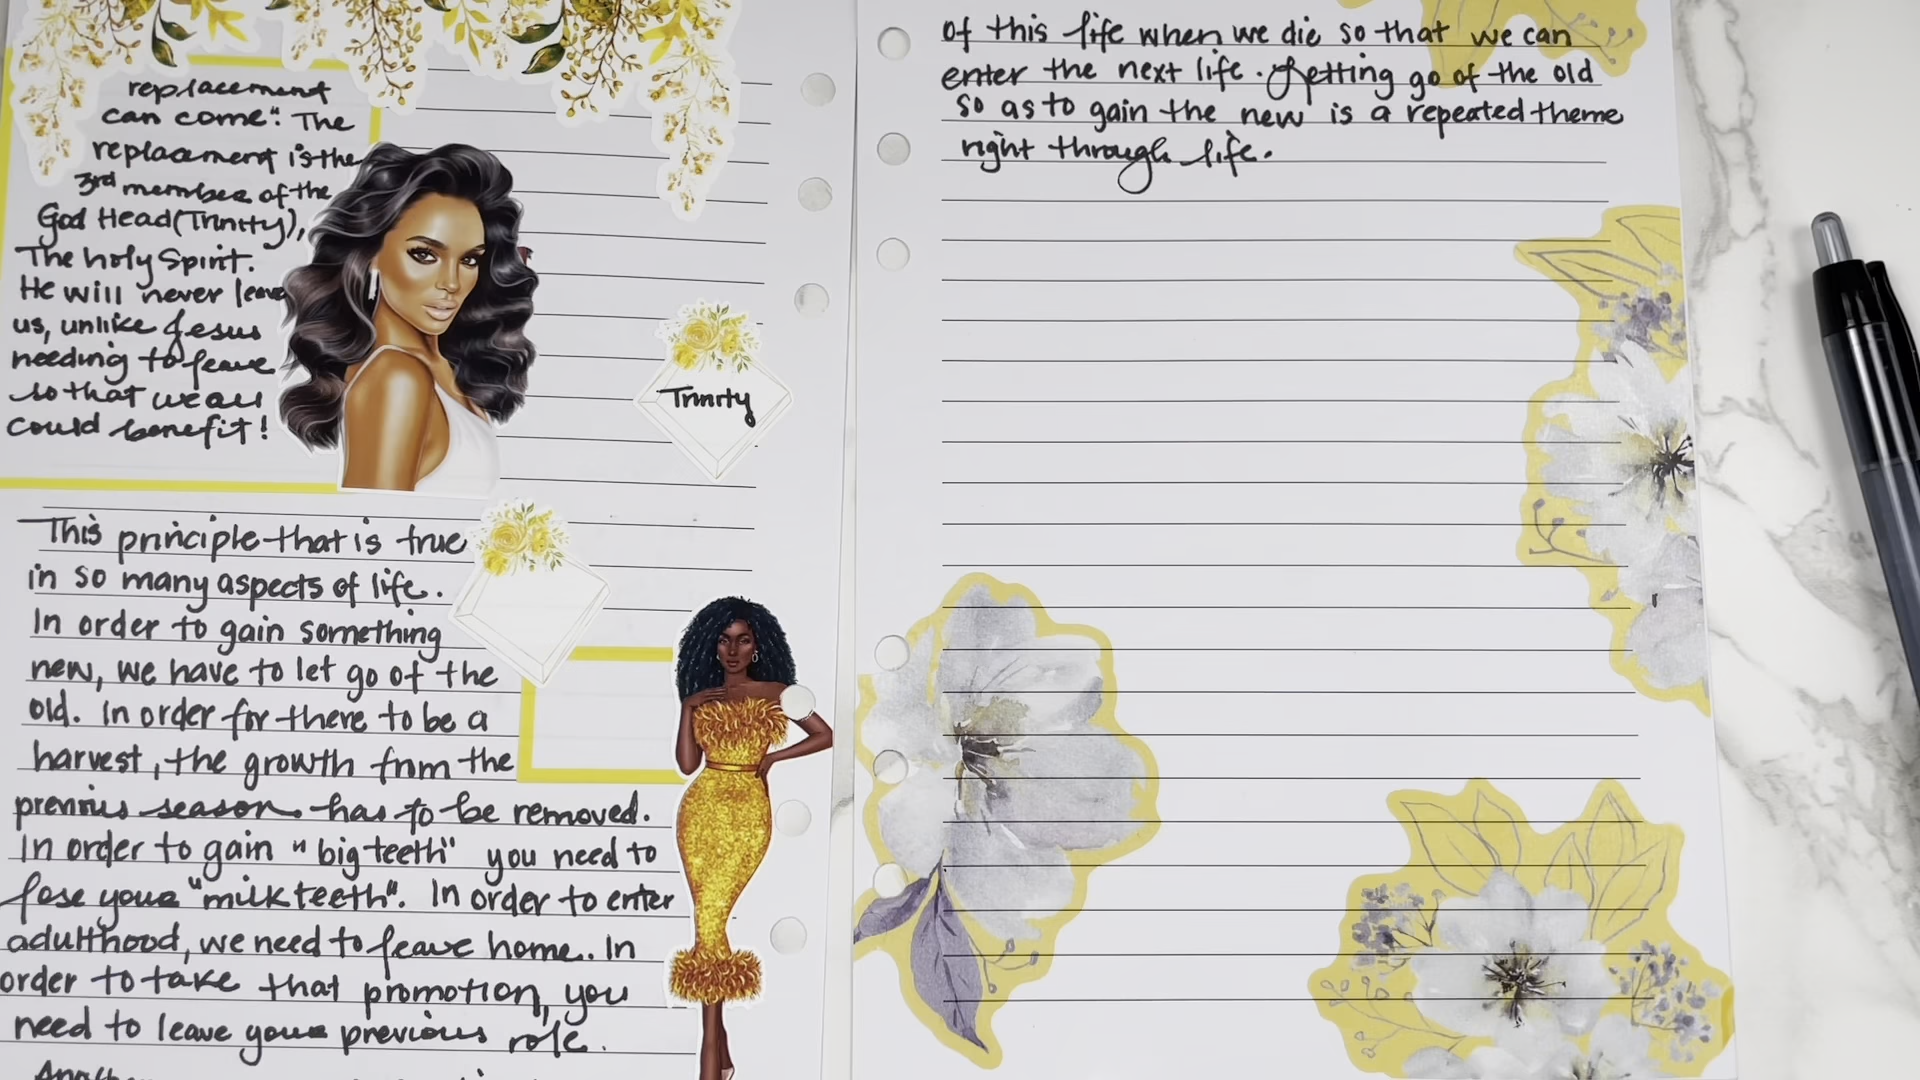 replacement
can come". The
replacement is the
3rd member of the
God Head (Trinity),
The holy Spirit.
He will never leave
us, unlike Jesus
needing to leave
so that we all
could benefit!
Trinity
This principle that is true
in so many aspects of life.
In order to gain something
new, we have to let go of the
old. In order for there to be a
harvest, the growth from the
previous season has to be removed.
In order to gain "big teeth" you need to
lose your "milk teeth". In order to enter
adulthood, we need to leave home. In
order to take that promotion, you
need to leave your previous role.
of this life when we die so that we can
enter the next life. Letting go of the old
so as to gain the new is a repeated theme
right through life.